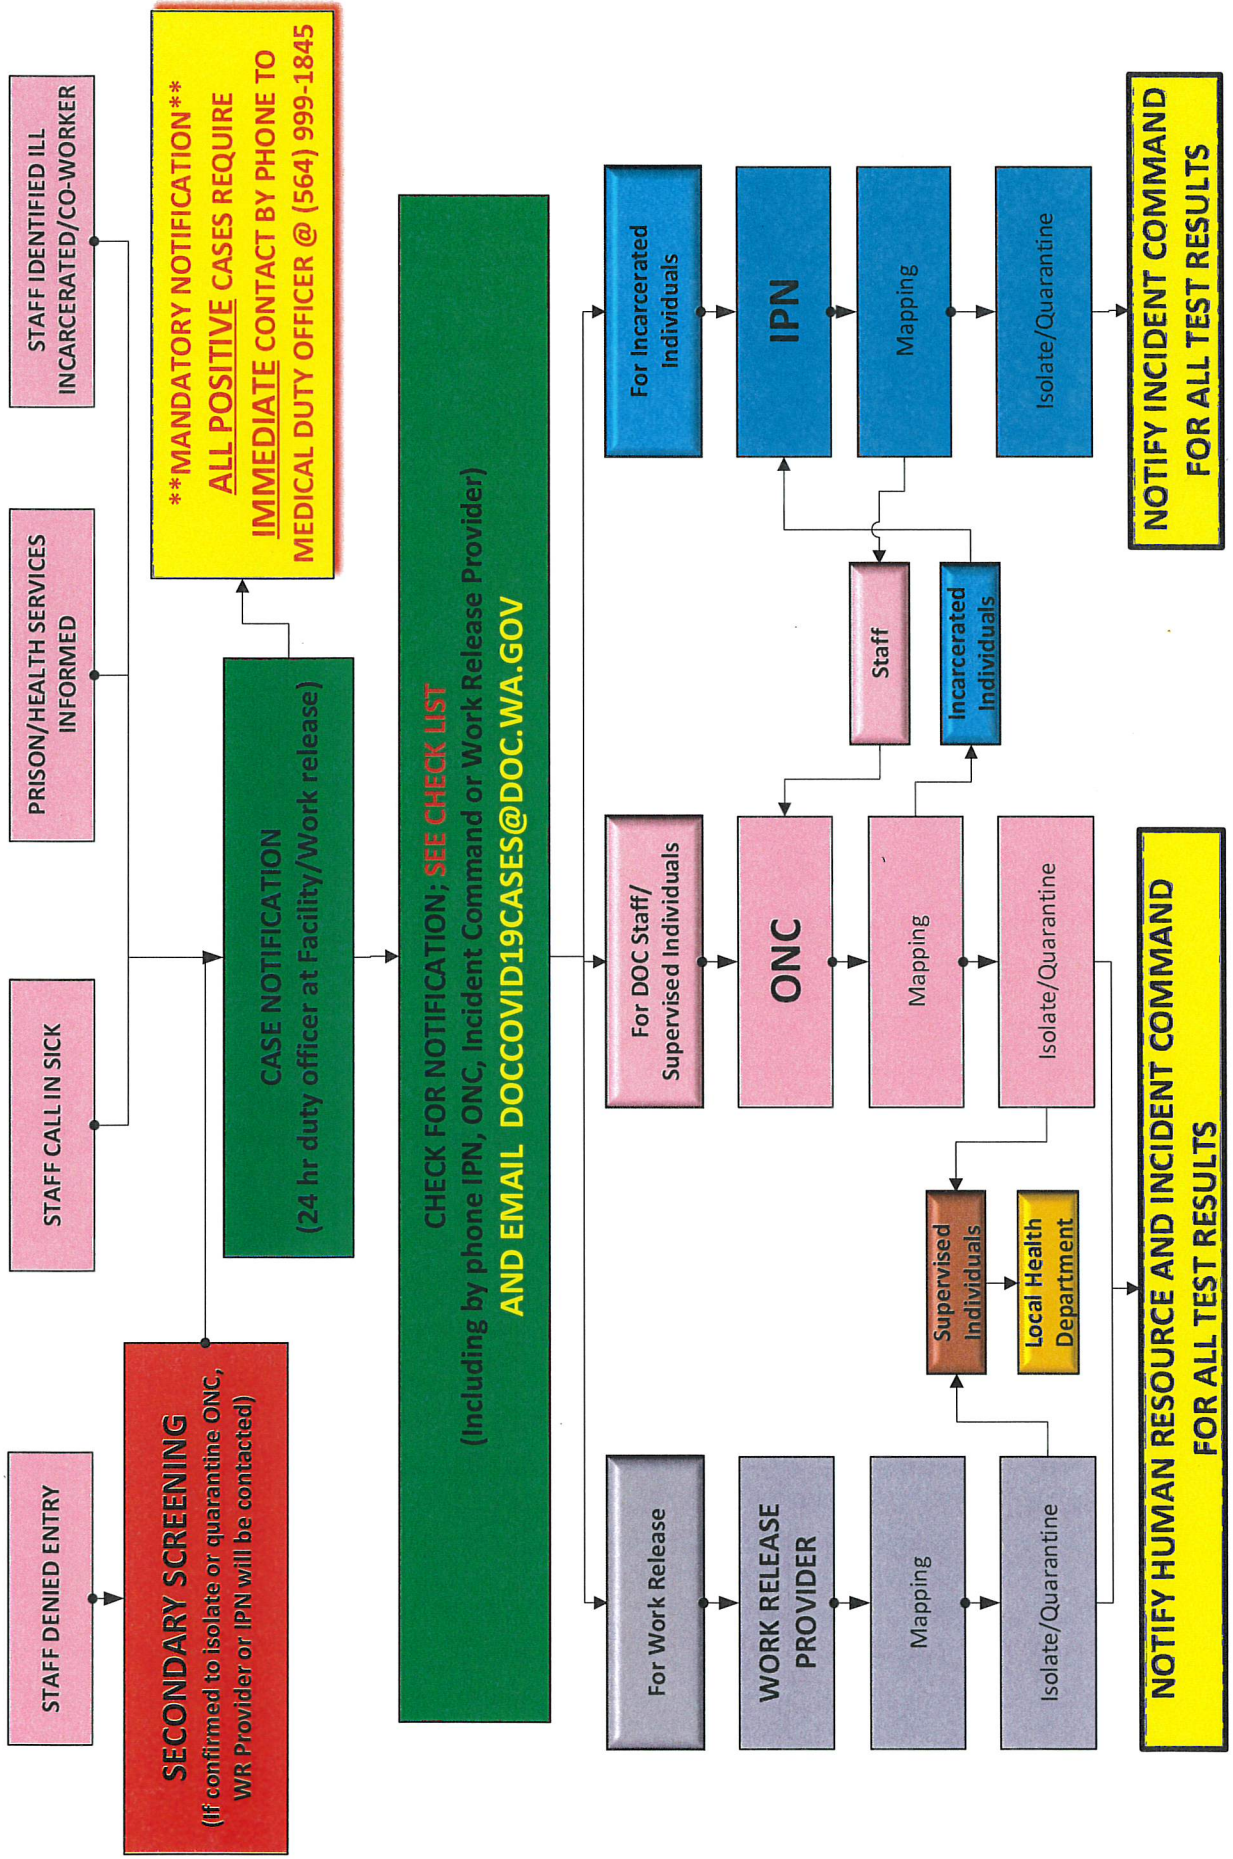 STAFF DENIED ENTRY
STAFF CALL IN SICK
PRISON/HEALTH SERVICES
INFORMED
STAFF IDENTIFIED ILL
INCARCERATED/CO-WORKER
SECONDARY SCREENING
(If confirmed to isolate or quarantine ONC,
WR Provider or IPN will be contacted)
CASE NOTIFICATION
(24 hr duty officer at Facility/Work release)
**MANDATORY NOTIFICATION**
ALL POSITIVE CASES REQUIRE
IMMEDIATE CONTACT BY PHONE TO
MEDICAL DUTY OFFICER @ (564) 999-1845
CHECK FOR NOTIFICATION; SEE CHECK LIST
(Including by phone IPN, ONC, Incident Command or Work Release Provider)
AND EMAIL DOCCOVID19CASES@DOC.WA.GOV
For Work Release
WORK RELEASE
PROVIDER
Mapping
Isolate/Quarantine
Supervised
Individuals
Local Health
Department
For DOC Staff/
Supervised Individuals
ONC
Mapping
Isolate/Quarantine
Staff
Incarcerated
Individuals
For Incarcerated
Individuals
IPN
Mapping
Isolate/Quarantine
NOTIFY HUMAN RESOURCE AND INCIDENT COMMAND
FOR ALL TEST RESULTS
NOTIFY INCIDENT COMMAND
FOR ALL TEST RESULTS